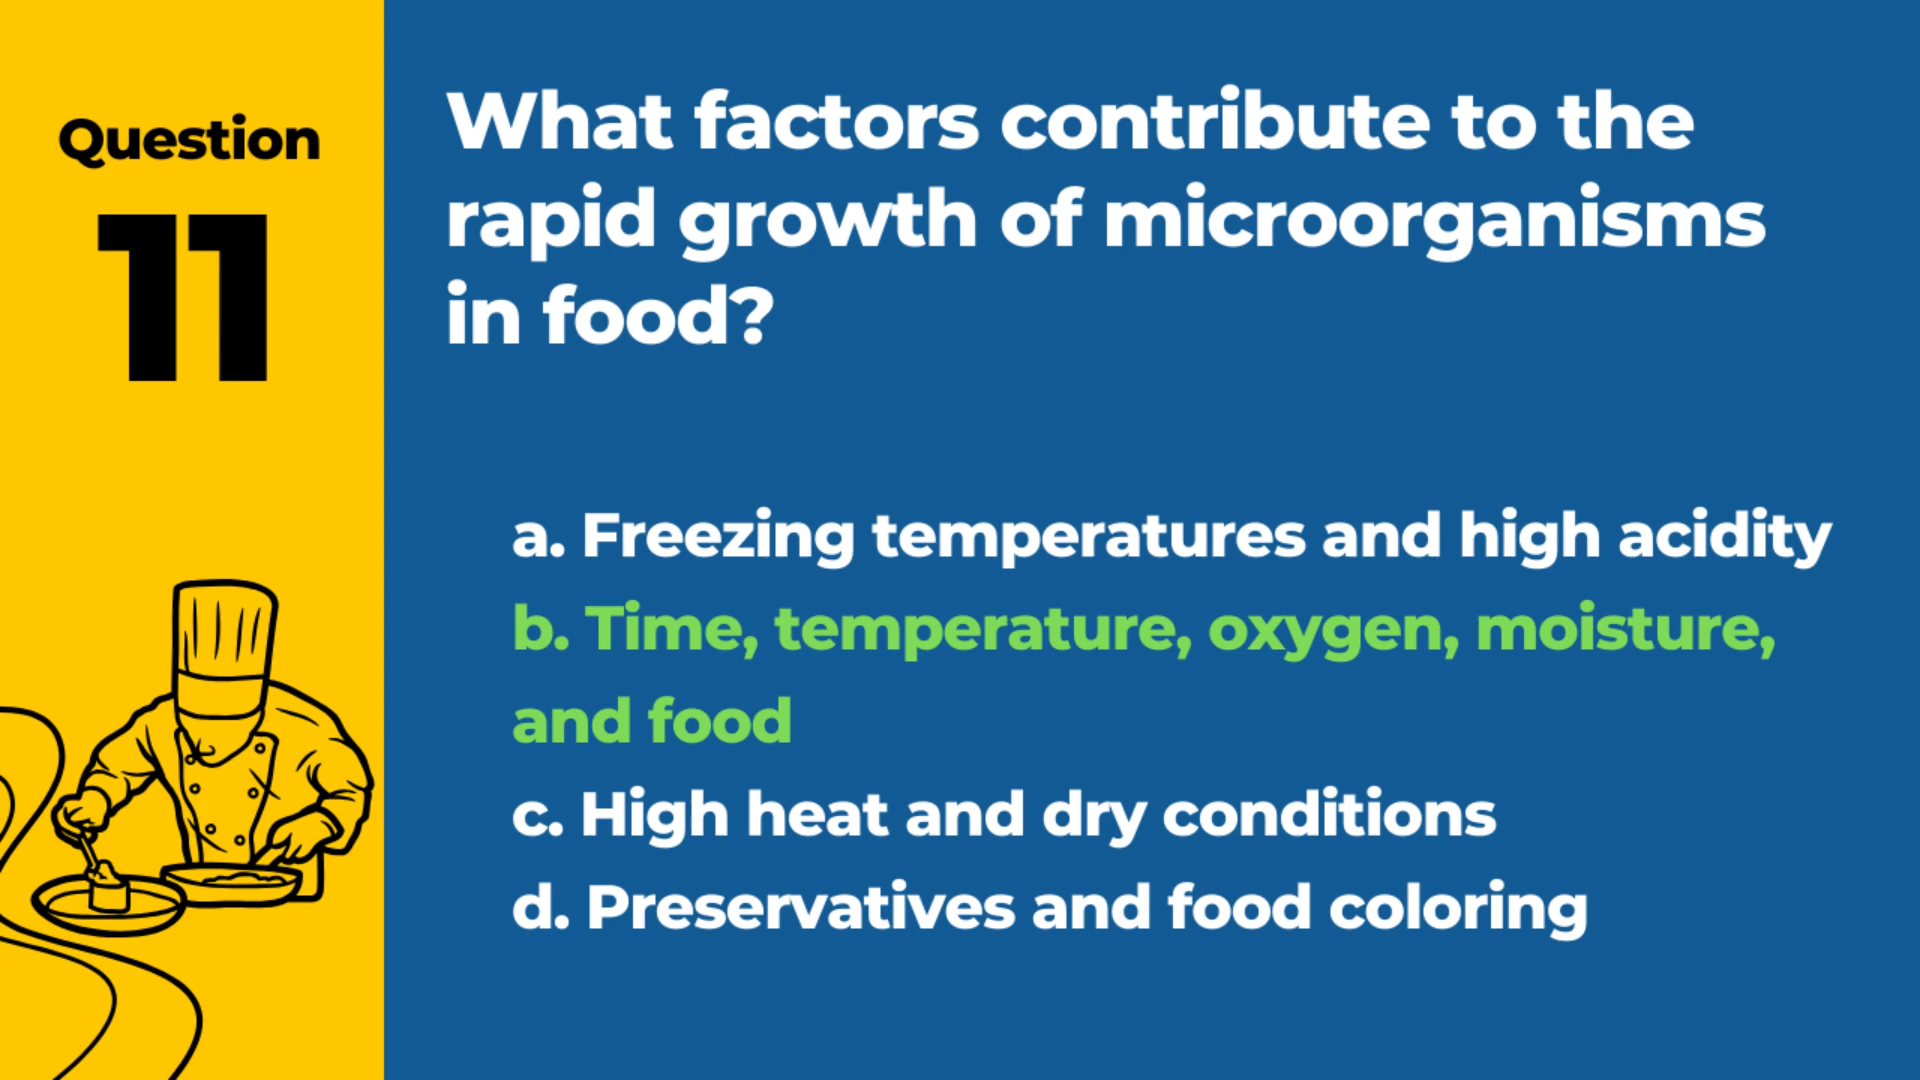 Question
11
What factors contribute to the
rapid growth of microorganisms
in food?
a. Freezing temperatures and high acidity
b. Time, temperature, oxygen, moisture,
and food
c. High heat and dry conditions
d. Preservatives and food coloring